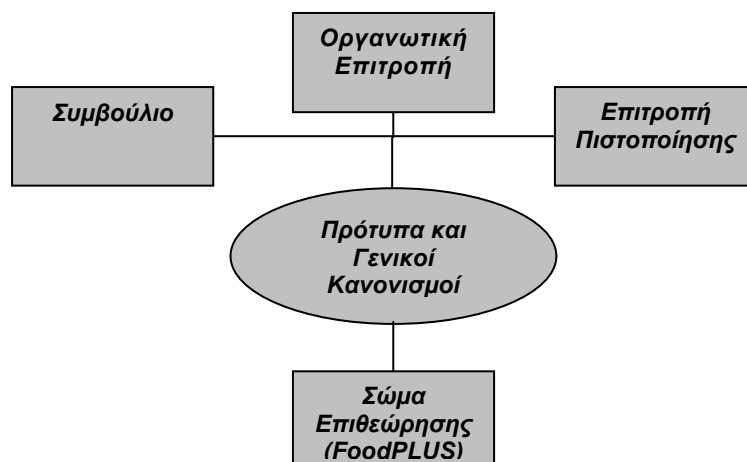 Οργανωτική
Επιτροπή
Συμβούλιο
Επιτροπή
Πιστοποίησης
Πρότυπα και
Γενικοί
Κανονισμοί
Σώμα
Επιθεώρησης
(FoodPLUS)